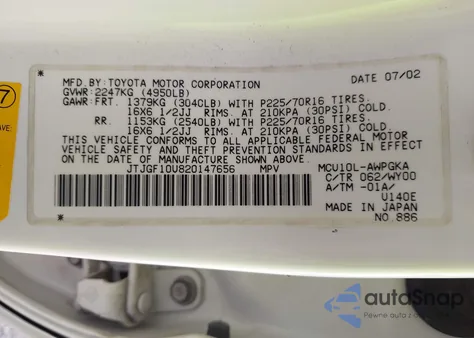 7
AVE:
MFD.BY:TOYOTA MOTOR CORPORATION DATE 07/02
GVWR:2247KG (4950LB)
GAWR:FRT. 1379KG (3040LB) WITH P225/70R16 TIRES.
16X6 1/2JJ RIMS. AT 210KPA (30PSI) COLD.
RR. 1153KG (2540LB) WITH P225/70R16 TIRES.
16X6 1/2JJ RIMS. AT 210KPA (30PSI) COLD.
THIS VEHICLE CONFORMS TO ALL APPLICABLE FEDERAL MOTOR
VEHICLE SAFETY AND THEFT PREVENTION STANDARDS IN EFFECT
ON THE DATE OF MANUFACTURE SHOWN ABOVE.
JTJGF10U820147656 MPV MCU10L-AWPGKA
C/TR 062/WY00
A/TM -01A/
U140E
MADE IN JAPAN
NO.886
autoSnap
Pewne auto z